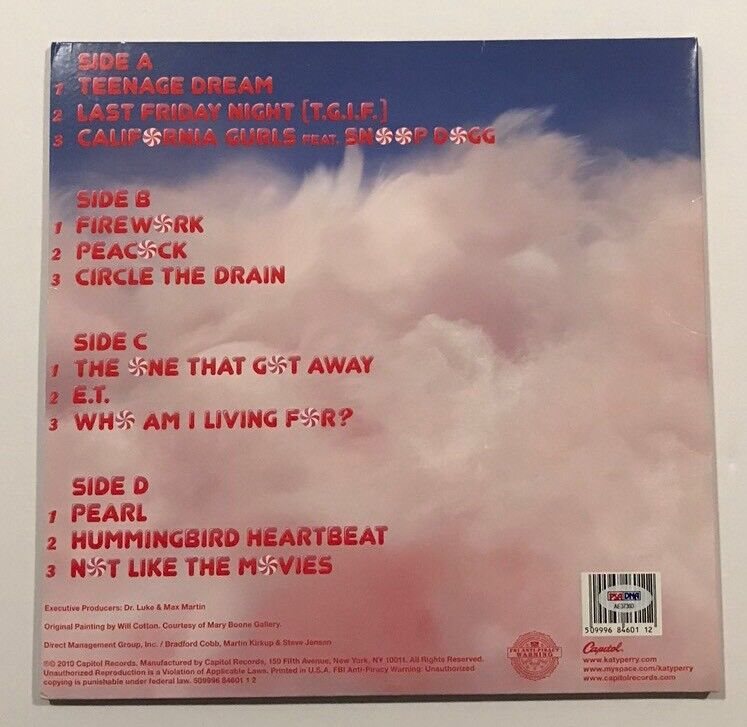 SIDE A
1 TEENAGE DREAM
2 LAST FRIDAY NIGHT [T.G.I.F.]
3 CALIFORNIA GURLS FEAT. SNOOP DOGG
SIDE B
1 FIREWORK
2 PEACOCK
3 CIRCLE THE DRAIN
SIDE C
1 THE ONE THAT GOT AWAY
2 E.T.
3 WHO AM I LIVING FOR?
SIDE D
1 PEARL
2 HUMMINGBIRD HEARTBEAT
3 NOT LIKE THE MOVIES
Executive Producers: Dr. Luke & Max Martin
Original Painting by Will Cotton. Courtesy of Mary Boone Gallery.
Direct Management Group, Inc. / Bradford Cobb, Martin Kirkup & Steve Jensen
℗© 2010 Capitol Records. Manufactured by Capitol Records, 150 Fifth Avenue, New York, NY 10011. All Rights Reserved.
Unauthorized Reproduction is a Violation of Applicable Laws. Printed in U.S.A. FBI Anti-Piracy Warning: Unauthorized
copying is punishable under federal law. 509996 84601 1 2
FBI ANTI-PIRACY
WARNING
PSA DNA
5 09996 84601 12
Capitol.
www.katyperry.com
www.myspace.com/katyperry
www.capitolrecords.com